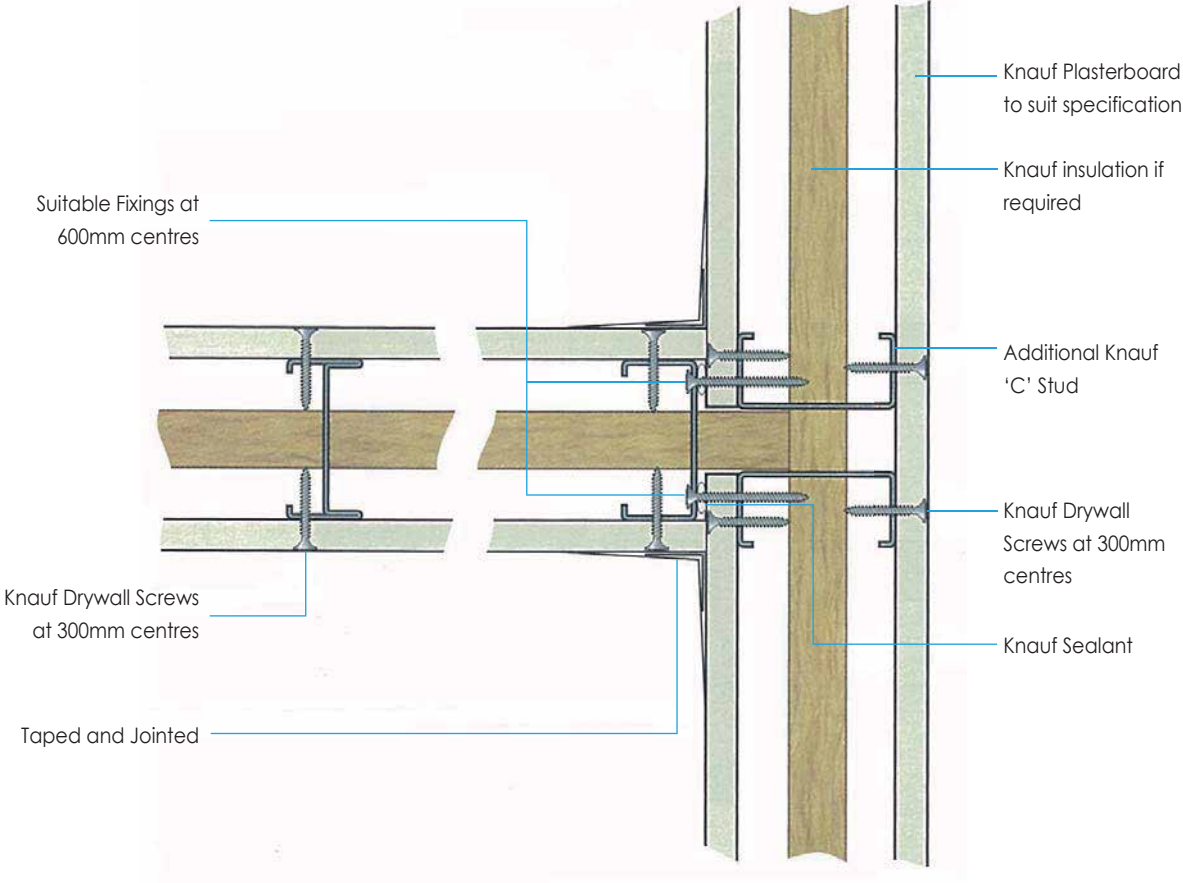 Knauf Plasterboard
to suit specification
Knauf insulation if
required
Suitable Fixings at
600mm centres
Additional Knauf
‘C’ Stud
Knauf Drywall
Screws at 300mm
centres
Knauf Drywall Screws
at 300mm centres
Knauf Sealant
Taped and Jointed